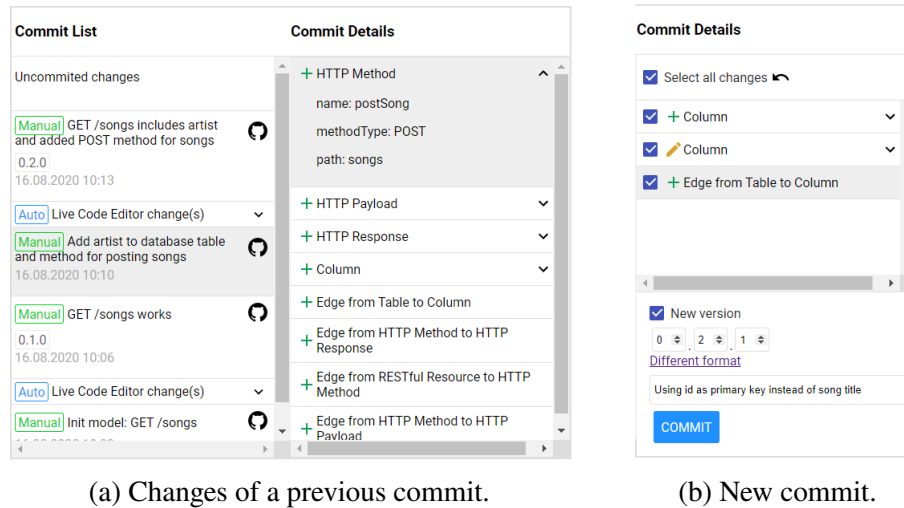 Commit List
Uncommited changes
Manual GET /songs includes artist
and added POST method for songs
0.2.0
16.08.2020 10:13
Auto Live Code Editor change(s)
Manual Add artist to database table
and method for posting songs
16.08.2020 10:10
Manual GET /songs works
0.1.0
16.08.2020 10:06
Auto Live Code Editor change(s)
Manual Init model: GET /songs
Commit Details
+ HTTP Method
name: postSong
methodType: POST
path: songs
+ HTTP Payload
+ HTTP Response
+ Column
+ Edge from Table to Column
+ Edge from HTTP Method to HTTP
Response
+ Edge from RESTful Resource to HTTP
Method
+ Edge from HTTP Method to HTTP
Payload
(a) Changes of a previous commit.
Commit Details
Select all changes
+ Column
Column
+ Edge from Table to Column
New version
0 . 2 . 1
Different format
Using id as primary key instead of song title
COMMIT
(b) New commit.